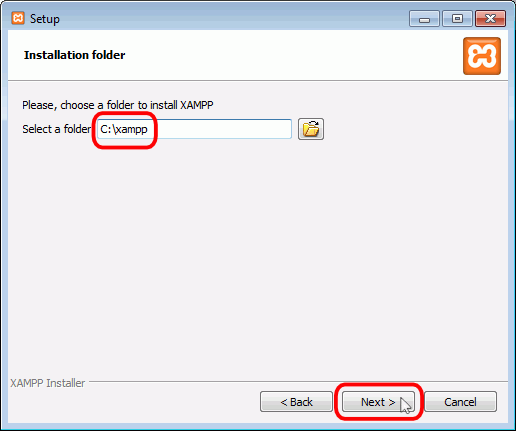 Setup
Installation folder
Please, choose a folder to install XAMPP
Select a folder C:\xampp
XAMPP Installer
< Back Next > Cancel